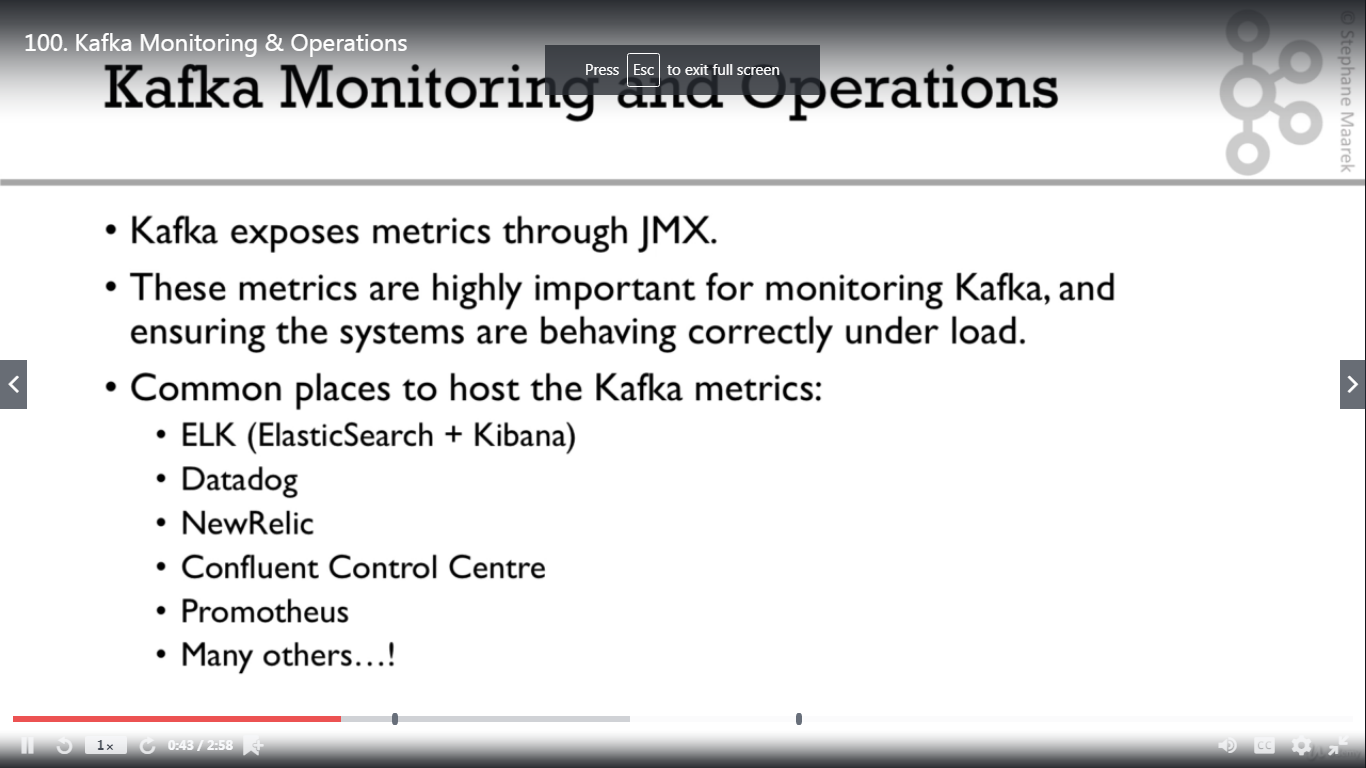 100. Kafka Monitoring & Operations
Press Esc to exit full screen
Kafka Monitoring and Operations
© Stephane Maarek
• Kafka exposes metrics through JMX.
• These metrics are highly important for monitoring Kafka, and
ensuring the systems are behaving correctly under load.
• Common places to host the Kafka metrics:
• ELK (ElasticSearch + Kibana)
• Datadog
• NewRelic
• Confluent Control Centre
• Promotheus
• Many others...!
1x
0:43 / 2:58
CC